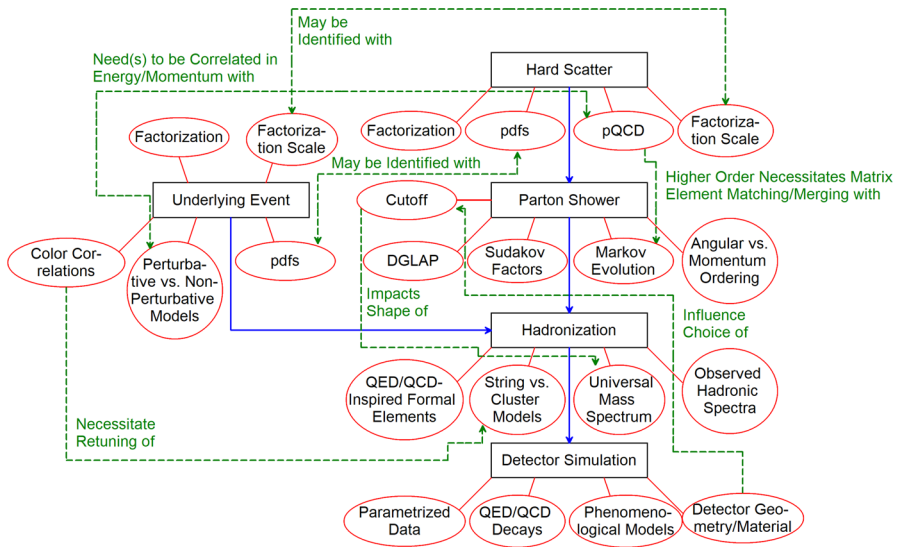 May be
Identified with
Need(s) to be Correlated in
Energy/Momentum with
Hard Scatter
Factorization
Factoriza-
tion Scale
Factorization
pdfs
pQCD
Factoriza-
tion Scale
May be Identified with
Higher Order Necessitates Matrix
Element Matching/Merging with
Underlying Event
Cutoff
Parton Shower
Color Cor-
relations
Perturba-
tive vs. Non-
Perturbative
Models
pdfs
DGLAP
Sudakov
Factors
Markov
Evolution
Angular vs.
Momentum
Ordering
Impacts
Shape of
Influence
Choice of
Hadronization
QED/QCD-
Inspired Formal
Elements
String vs.
Cluster
Models
Universal
Mass
Spectrum
Observed
Hadronic
Spectra
Necessitate
Retuning of
Detector Simulation
Parametrized
Data
QED/QCD
Decays
Phenomeno-
logical Models
Detector Geo-
metry/Material